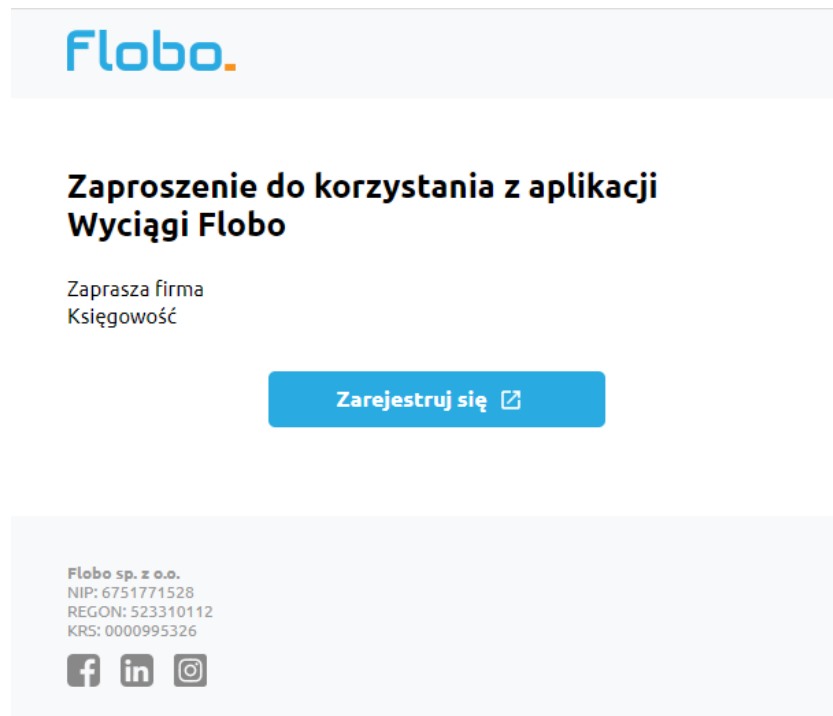 Flobo.
Zaproszenie do korzystania z aplikacji
Wyciągi Flobo
Zaprasza firma
Księgowość
Zarejestruj się
Flobo sp. z o.o.
NIP: 6751771528
REGON: 523310112
KRS: 0000995326